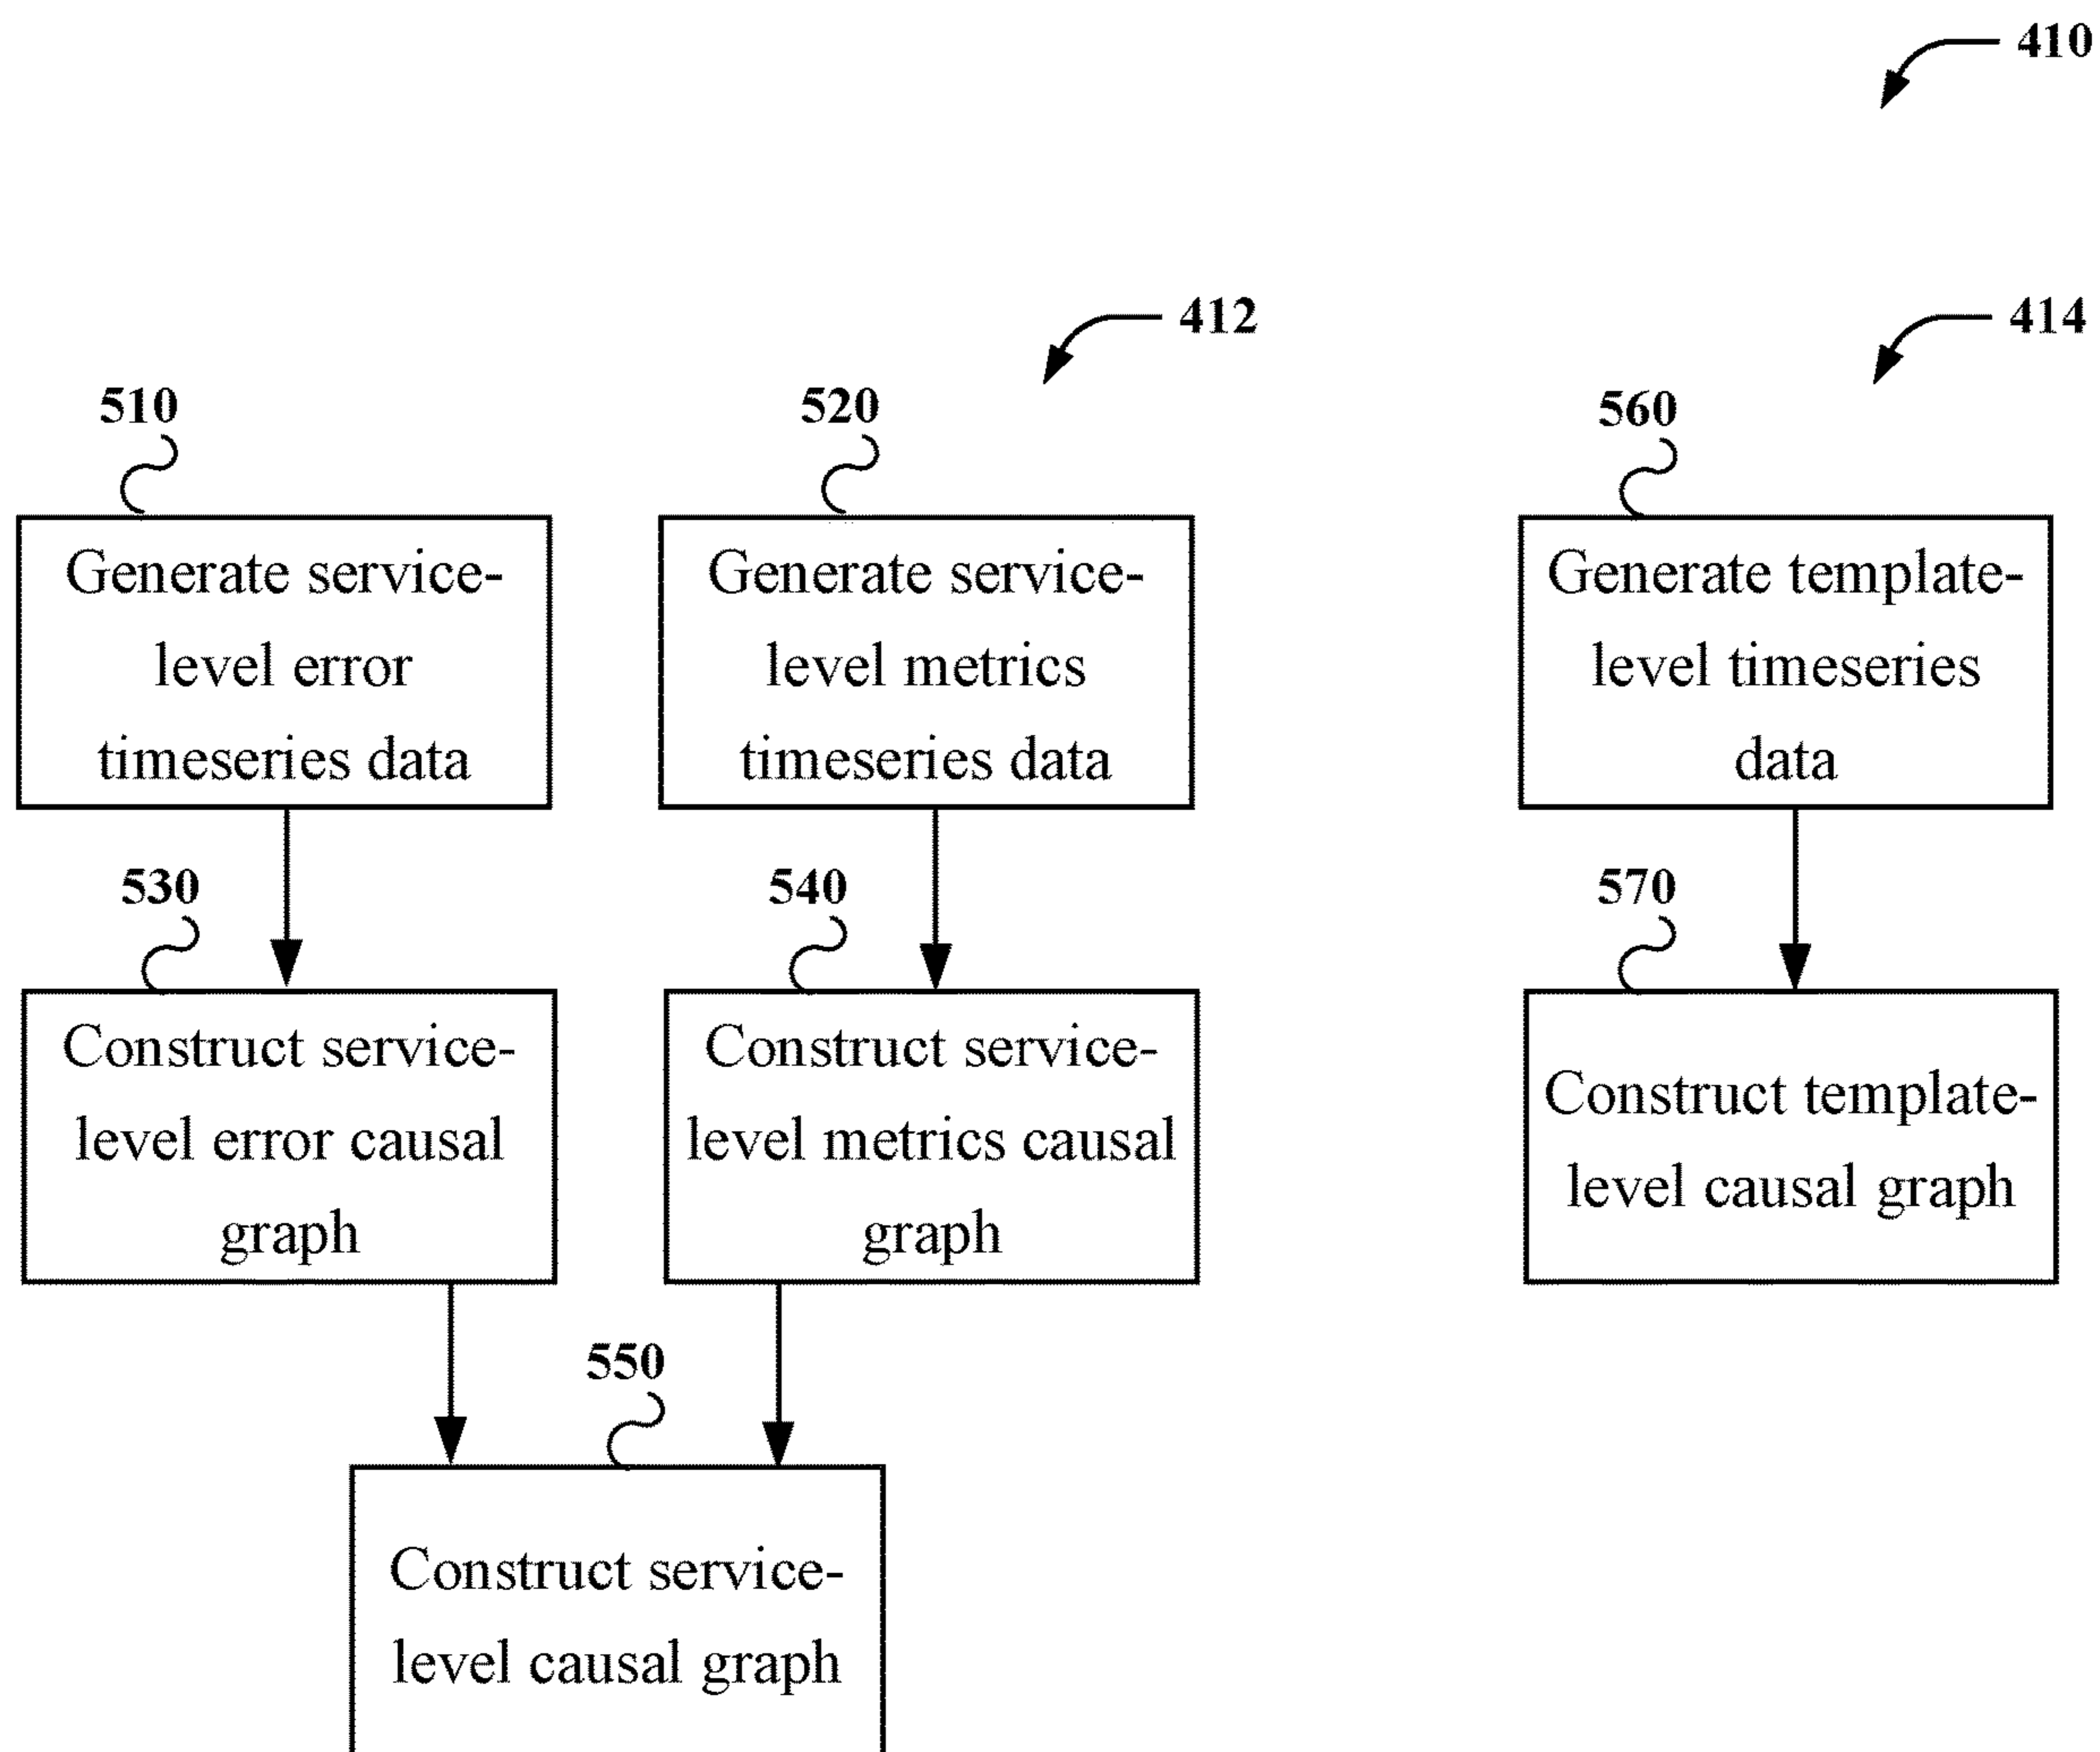 410
412
414
510
520
560
Generate service-
level error
timeseries data
Generate service-
level metrics
timeseries data
Generate template-
level timeseries
data
530
540
570
Construct service-
level error causal
graph
Construct service-
level metrics causal
graph
Construct template-
level causal graph
550
Construct service-
level causal graph